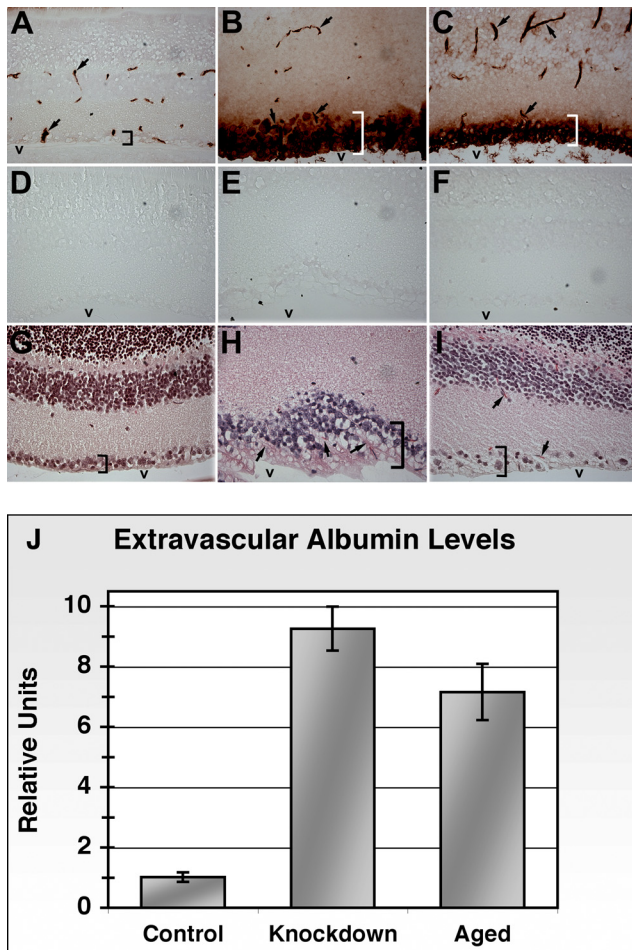 A B C
v v v
D E F
v v v
G H I
v v v
J Extravascular Albumin Levels
Relative Units
10
8
6
4
2
0
Control Knockdown Aged